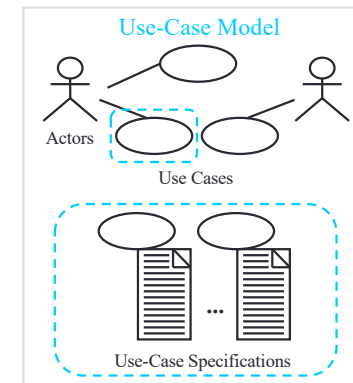 Use-Case Model
Actors
Use Cases
...
Use-Case Specifications